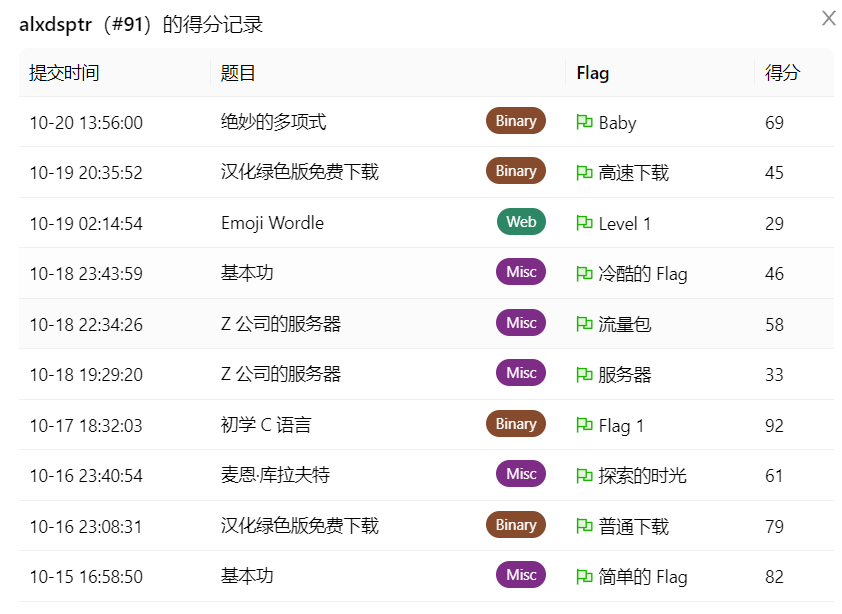 alxdsptr（#91）的得分记录
提交时间 题目 Flag 得分
10-20 13:56:00 绝妙的多项式 Binary Baby 69
10-19 20:35:52 汉化绿色版免费下载 Binary 高速下载 45
10-19 02:14:54 Emoji Wordle Web Level 1 29
10-18 23:43:59 基本功 Misc 冷酷的 Flag 46
10-18 22:34:26 Z 公司的服务器 Misc 流量包 58
10-18 19:29:20 Z 公司的服务器 Misc 服务器 33
10-17 18:32:03 初学 C 语言 Binary Flag 1 92
10-16 23:40:54 麦恩·库拉夫特 Misc 探索的时光 61
10-16 23:08:31 汉化绿色版免费下载 Binary 普通下载 79
10-15 16:58:50 基本功 Misc 简单的 Flag 82